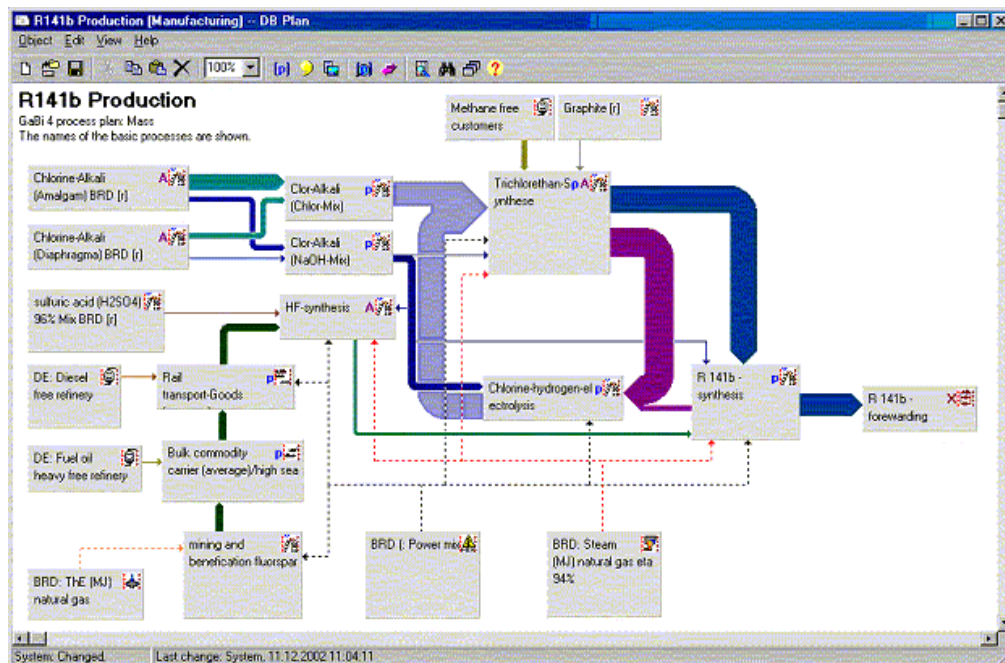 R141b Production [Manufacturing] -- DB Plan
Object Edit View Help
100%
R141b Production
GaBi 4 process plan: Mass
The names of the basic processes are shown.
Methane free
customers
Graphite [r]
Chlorine-Alkali
(Amalgam) BRD [r]
Clor-Alkali
(Chlor-Mix)
Trichlorethan-S
ynthese
Chlorine-Alkali
(Diaphragma) BRD [r]
Clor-Alkali
(NaOH-Mix)
sulfuric acid (H2SO4)
96% Mix BRD [r]
HF-synthesis
DE: Diesel
free refinery
Rail
transport-Goods
Chlorine-hydrogen-el
ectrolysis
R 141b -
synthesis
R 141b -
forewarding
DE: Fuel oil
heavy free refinery
Bulk commodity
carrier (average)/high sea
mining and
benefication fluorspar
BRD (: Power mix
BRD: Steam
(MJ) natural gas eta
94%
BRD: ThE (MJ)
natural gas
System: Changed.
Last change: System, 11.12.2002 11:04:11